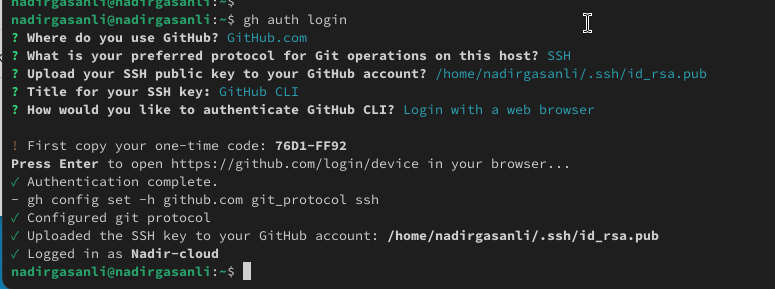 nadirgasanli@nadirgasanli:~$
nadirgasanli@nadirgasanli:~$ gh auth login
? Where do you use GitHub? GitHub.com
? What is your preferred protocol for Git operations on this host? SSH
? Upload your SSH public key to your GitHub account? /home/nadirgasanli/.ssh/id_rsa.pub
? Title for your SSH key: GitHub CLI
? How would you like to authenticate GitHub CLI? Login with a web browser
! First copy your one-time code: 76D1-FF92
Press Enter to open https://github.com/login/device in your browser...
✓ Authentication complete.
- gh config set -h github.com git_protocol ssh
✓ Configured git protocol
✓ Uploaded the SSH key to your GitHub account: /home/nadirgasanli/.ssh/id_rsa.pub
✓ Logged in as Nadir-cloud
nadirgasanli@nadirgasanli:~$